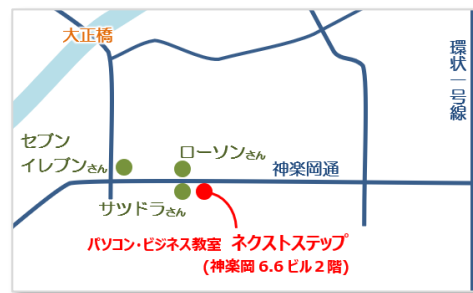 大正橋
環状一号線
セブン
イレブンさん
ローソンさん
神楽岡通
サツドラさん
パソコン・ビジネス教室 ネクストステップ
(神楽岡 6.6 ビル 2 階)